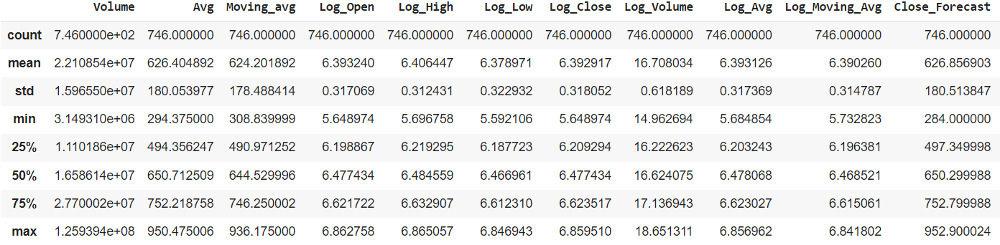 Volume Avg Moving_avg Log_Open Log_High Log_Low Log_Close Log_Volume Log_Avg Log_Moving_Avg Close_Forecast
count 7.460000e+02 746.000000 746.000000 746.000000 746.000000 746.000000 746.000000 746.000000 746.000000 746.000000 746.000000
mean 2.210854e+07 626.404892 624.201892 6.393240 6.406447 6.378971 6.392917 16.708034 6.393126 6.390260 626.856903
std 1.596550e+07 180.053977 178.488414 0.317069 0.312431 0.322932 0.318052 0.618189 0.317369 0.314787 180.513847
min 3.149310e+06 294.375000 308.839999 5.648974 5.696758 5.592106 5.648974 14.962694 5.684854 5.732823 284.000000
25% 1.110186e+07 494.356247 490.971252 6.198867 6.219295 6.187723 6.209294 16.222623 6.203243 6.196381 497.349998
50% 1.658614e+07 650.712509 644.529996 6.477434 6.484559 6.466961 6.477434 16.624075 6.478068 6.468521 650.299988
75% 2.770002e+07 752.218758 746.250002 6.621722 6.632907 6.612310 6.623517 17.136943 6.623027 6.615061 752.799988
max 1.259394e+08 950.475006 936.175000 6.862758 6.865057 6.846943 6.859510 18.651311 6.856962 6.841802 952.900024